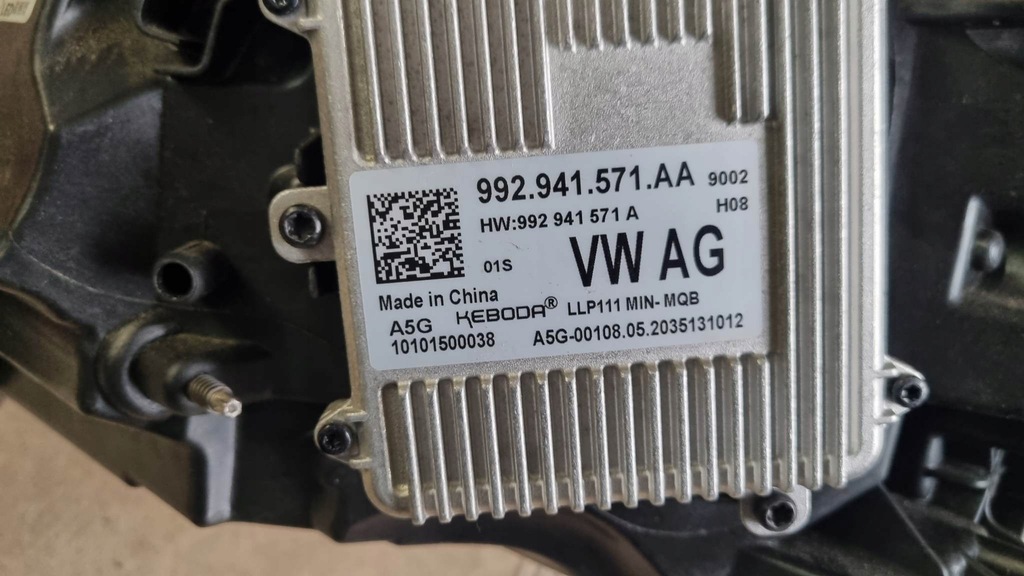 992.941.571.AA 9002
HW:992 941 571 A H08
01S VW AG
Made in China
A5G KEBODA® LLP111 MIN- MQB
10101500038 A5G-00108.05.2035131012